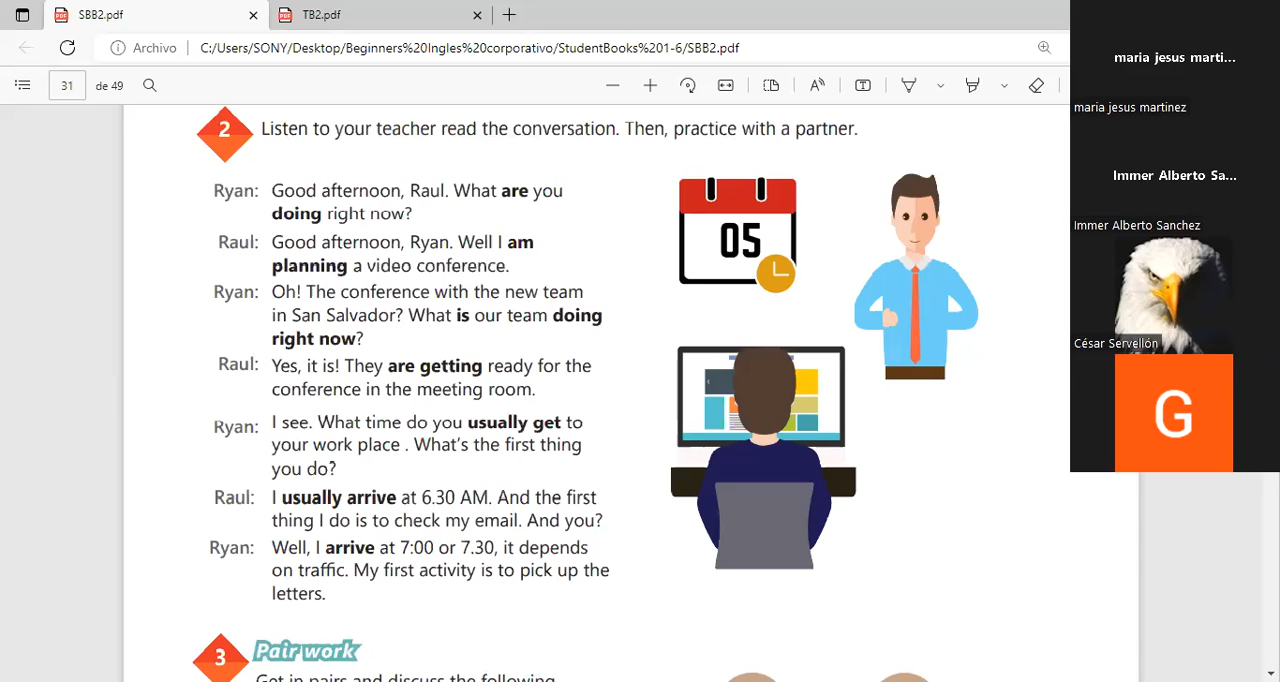 SBB2.pdf
TB2.pdf
Archivo
C:/Users/SONY/Desktop/Beginners%20Ingles%20corporativo/StudentBooks%201-6/SBB2.pdf
31 de 49
2 Listen to your teacher read the conversation. Then, practice with a partner.
Ryan: Good afternoon, Raul. What are you
doing right now?
Raul: Good afternoon, Ryan. Well I am
planning a video conference.
Ryan: Oh! The conference with the new team
in San Salvador? What is our team doing
right now?
Raul: Yes, it is! They are getting ready for the
conference in the meeting room.
Ryan: I see. What time do you usually get to
your work place . What's the first thing
you do?
Raul: I usually arrive at 6.30 AM. And the first
thing I do is to check my email. And you?
Ryan: Well, I arrive at 7:00 or 7.30, it depends
on traffic. My first activity is to pick up the
letters.
05
3 Pair work
Get in pairs and discuss the following
maria jesus marti...
maria jesus martinez
Immer Alberto Sa...
Immer Alberto Sanchez
César Servellón
G